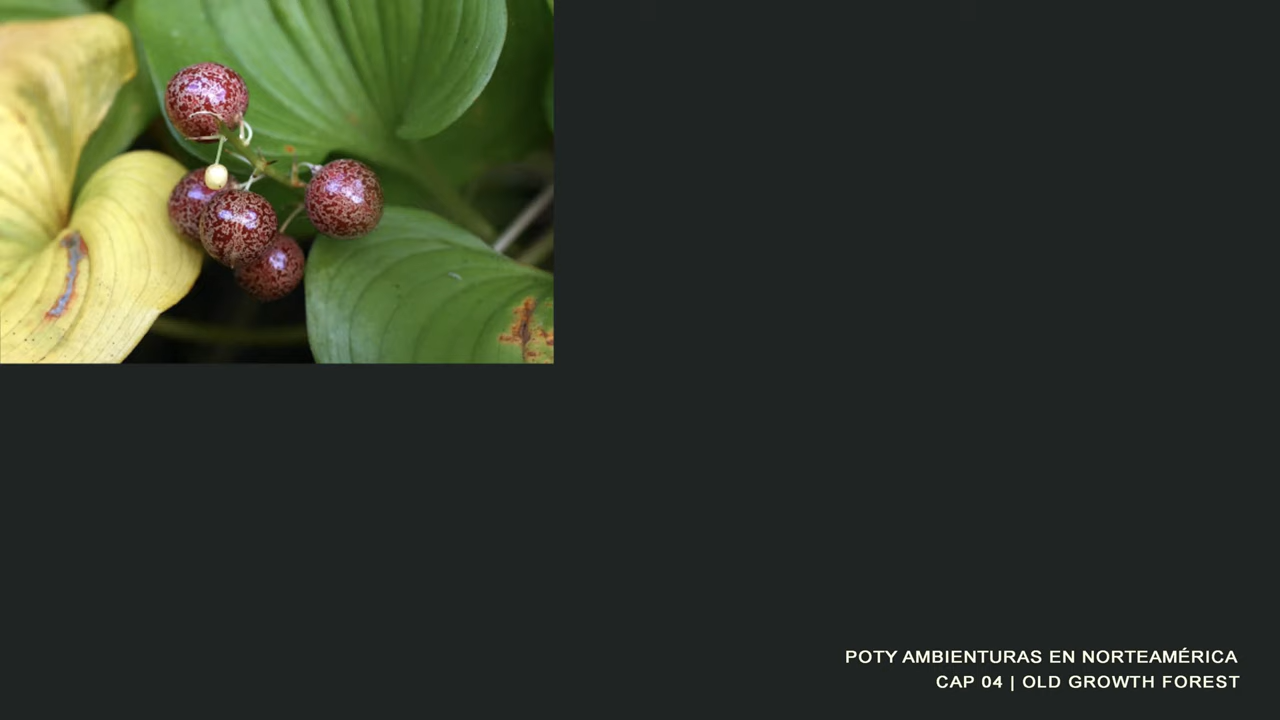 POTY AMBIENTURAS EN NORTEAMÉRICA
CAP 04 | OLD GROWTH FOREST